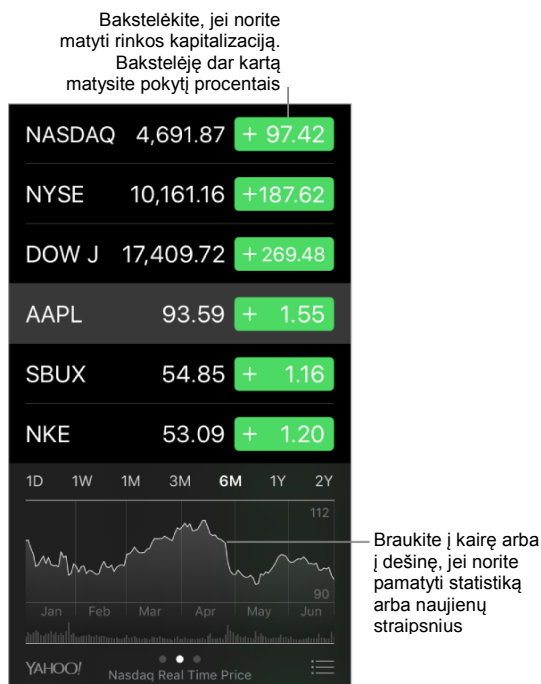 Bakstelėkite, jei norite
matyti rinkos kapitalizaciją.
Bakstelėję dar kartą
matysite pokytį procentais
NASDAQ 4,691.87 + 97.42
NYSE 10,161.16 +187.62
DOW J 17,409.72 +269.48
AAPL 93.59 + 1.55
SBUX 54.85 + 1.16
NKE 53.09 + 1.20
1D 1W 1M 3M 6M 1Y 2Y
112
90
Jan Feb Mar Apr May Jun
Braukite į kairę arba
į dešinę, jei norite
pamatyti statistiką
arba naujienų
straipsnius
YAHOO!
Nasdaq Real Time Price